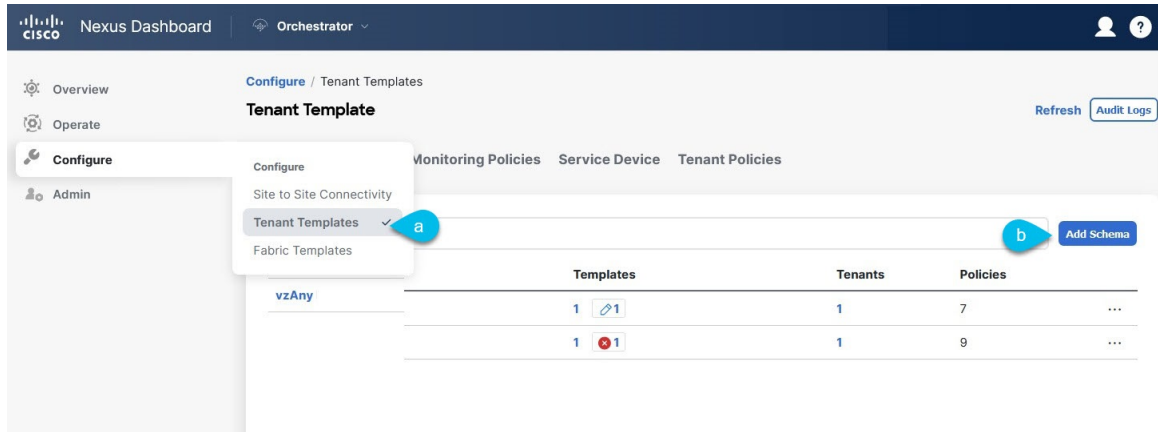 CISCO Nexus Dashboard Orchestrator ?
Overview
Operate
Configure
Admin
Configure / Tenant Templates
Tenant Template
Refresh Audit Logs
Monitoring Policies Service Device Tenant Policies
Configure
Site to Site Connectivity
Tenant Templates a
Fabric Templates
b Add Schema
Templates Tenants Policies
vzAny
1 1 1 7 ...
1 1 1 9 ...